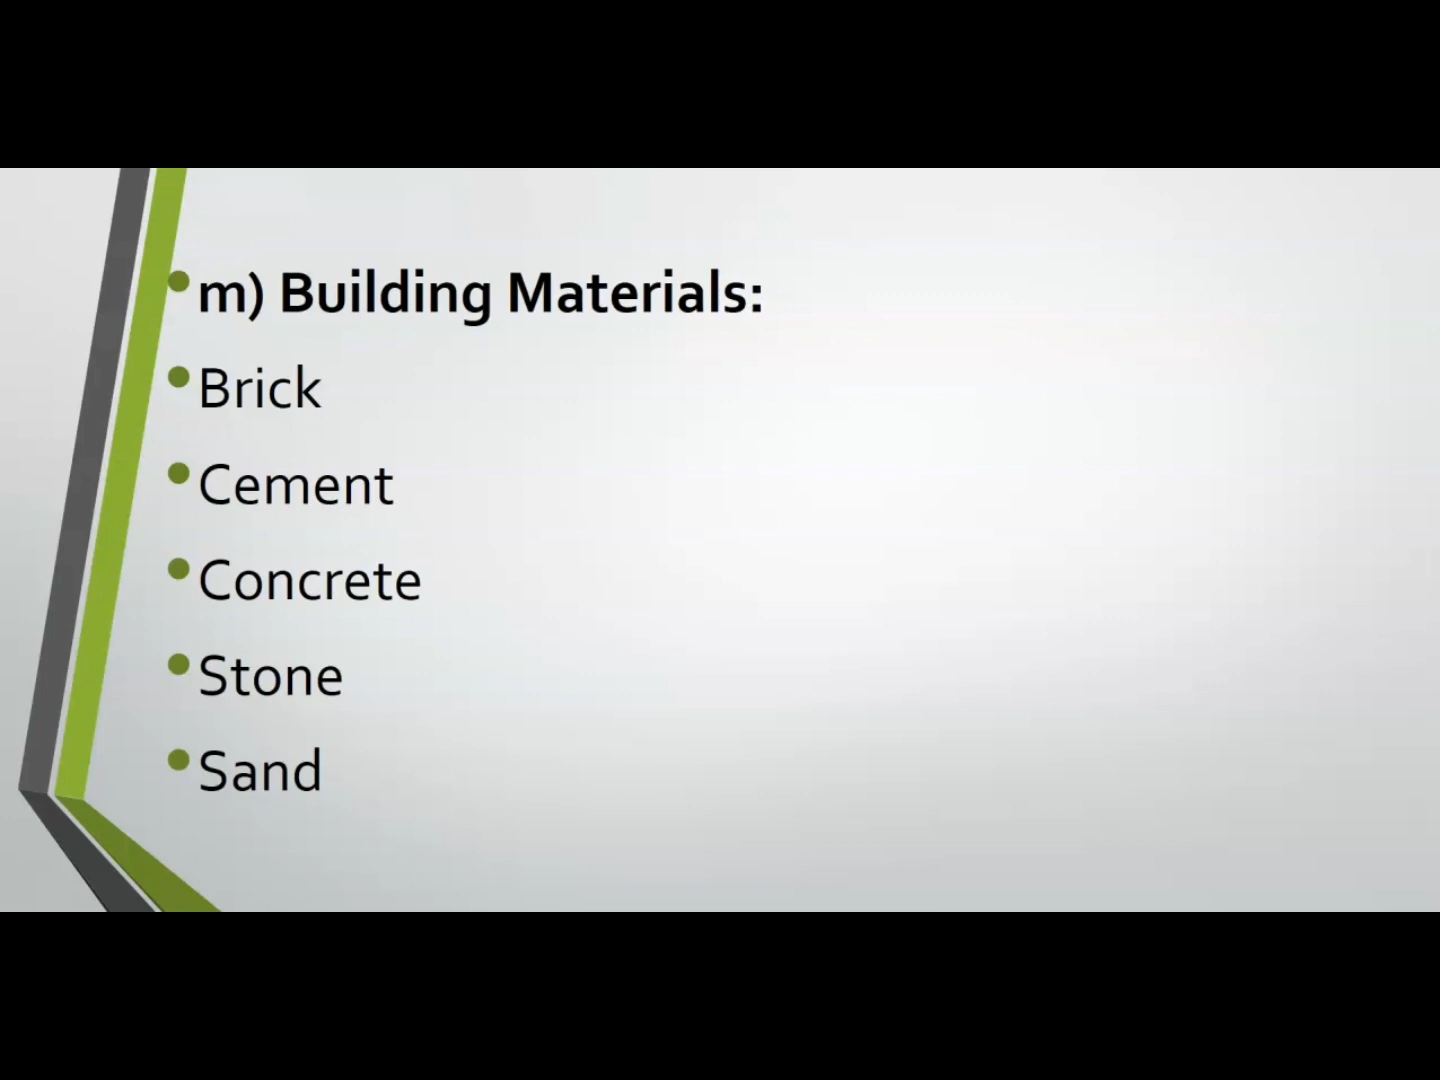 • m) Building Materials:
• Brick
• Cement
• Concrete
• Stone
• Sand